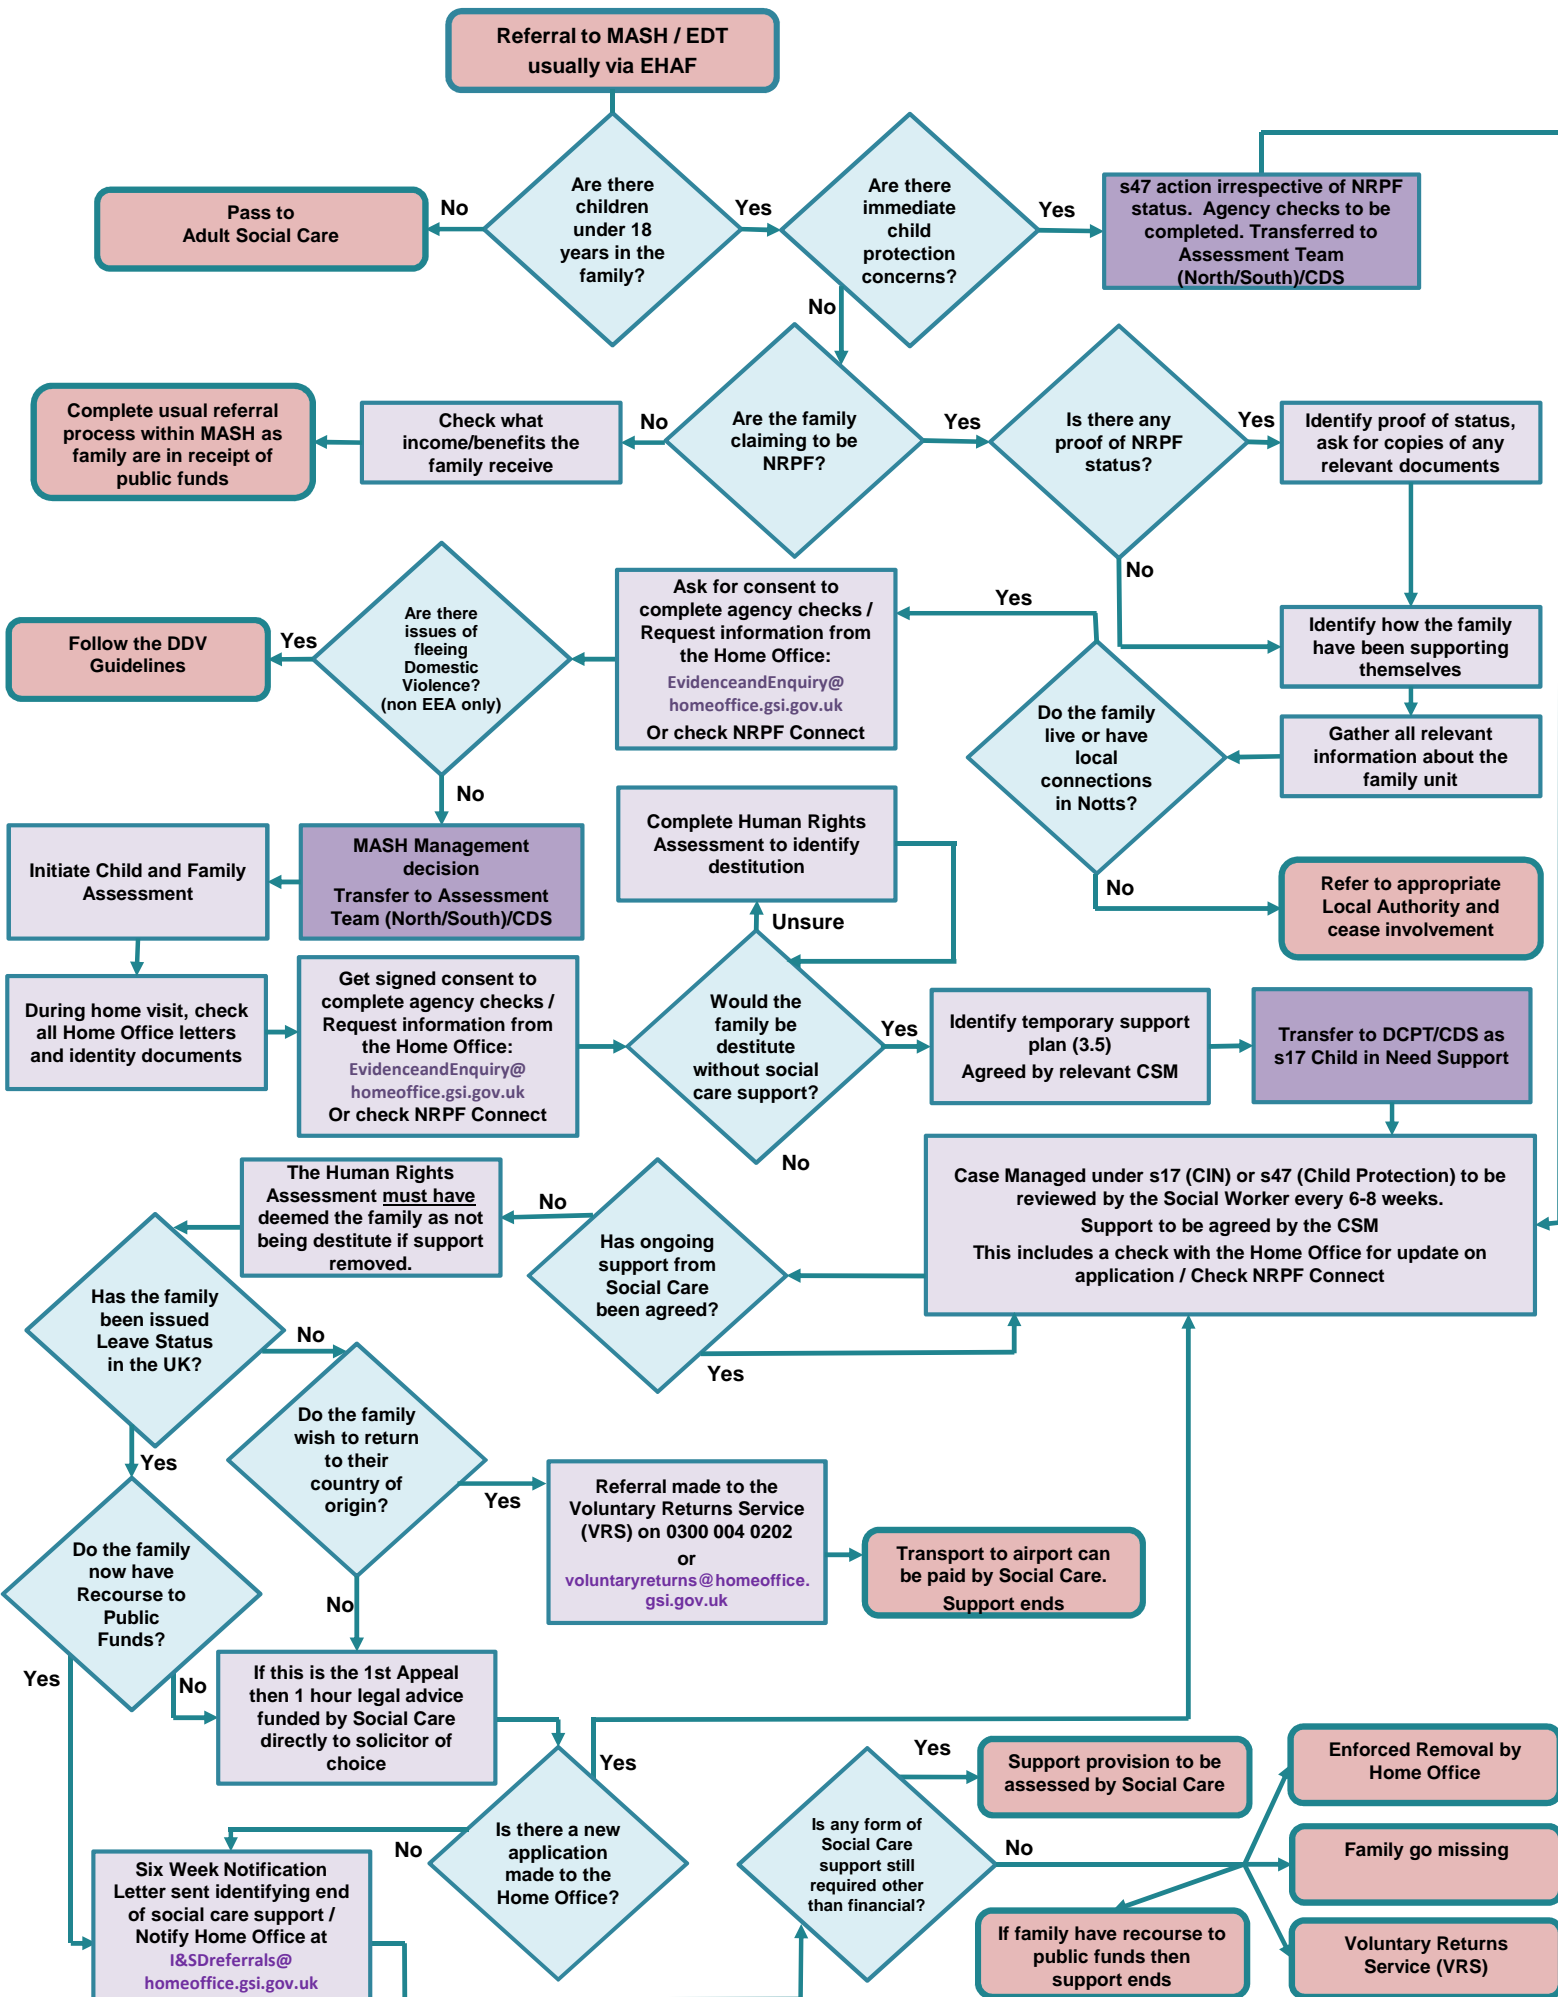 Referral to MASH / EDT
usually via EHAF
Are there
children
under 18
years in the
family?
No
Yes
Pass to
Adult Social Care
Are there
immediate
child
protection
concerns?
Yes
No
s47 action irrespective of NRPF
status. Agency checks to be
completed. Transferred to
Assessment Team
(North/South)/CDS
Complete usual referral
process within MASH as
family are in receipt of
public funds
Check what
income/benefits the
family receive
No
Are the family
claiming to be
NRPF?
Yes
Is there any
proof of NRPF
status?
Yes
No
Identify proof of status,
ask for copies of any
relevant documents
Identify how the family
have been supporting
themselves
Gather all relevant
information about the
family unit
Do the family
live or have
local
connections
in Notts?
Yes
No
Refer to appropriate
Local Authority and
cease involvement
Ask for consent to
complete agency checks /
Request information from
the Home Office:
EvidenceandEnquiry@
homeoffice.gsi.gov.uk
Or check NRPF Connect
Are there
issues of
fleeing
Domestic
Violence?
(non EEA only)
Yes
No
Follow the DDV
Guidelines
MASH Management
decision
Transfer to Assessment
Team (North/South)/CDS
Initiate Child and Family
Assessment
During home visit, check
all Home Office letters
and identity documents
Get signed consent to
complete agency checks /
Request information from
the Home Office:
EvidenceandEnquiry@
homeoffice.gsi.gov.uk
Or check NRPF Connect
Complete Human Rights
Assessment to identify
destitution
Unsure
Would the
family be
destitute
without social
care support?
Yes
No
Identify temporary support
plan (3.5)
Agreed by relevant CSM
Transfer to DCPT/CDS as
s17 Child in Need Support
Case Managed under s17 (CIN) or s47 (Child Protection) to be
reviewed by the Social Worker every 6-8 weeks.
Support to be agreed by the CSM
This includes a check with the Home Office for update on
application / Check NRPF Connect
Has ongoing
support from
Social Care
been agreed?
No
Yes
The Human Rights
Assessment must have
deemed the family as not
being destitute if support
removed.
Has the family
been issued
Leave Status
in the UK?
No
Yes
Do the family
wish to return
to their
country of
origin?
Yes
No
Referral made to the
Voluntary Returns Service
(VRS) on 0300 004 0202
or
voluntaryreturns@homeoffice.
gsi.gov.uk
Transport to airport can
be paid by Social Care.
Support ends
Do the family
now have
Recourse to
Public
Funds?
Yes
No
If this is the 1st Appeal
then 1 hour legal advice
funded by Social Care
directly to solicitor of
choice
Is there a new
application
made to the
Home Office?
Yes
No
Six Week Notification
Letter sent identifying end
of social care support /
Notify Home Office at
I&SDreferrals@
homeoffice.gsi.gov.uk
Is any form of
Social Care
support still
required other
than financial?
Yes
No
Support provision to be
assessed by Social Care
Enforced Removal by
Home Office
Family go missing
Voluntary Returns
Service (VRS)
If family have recourse to
public funds then
support ends